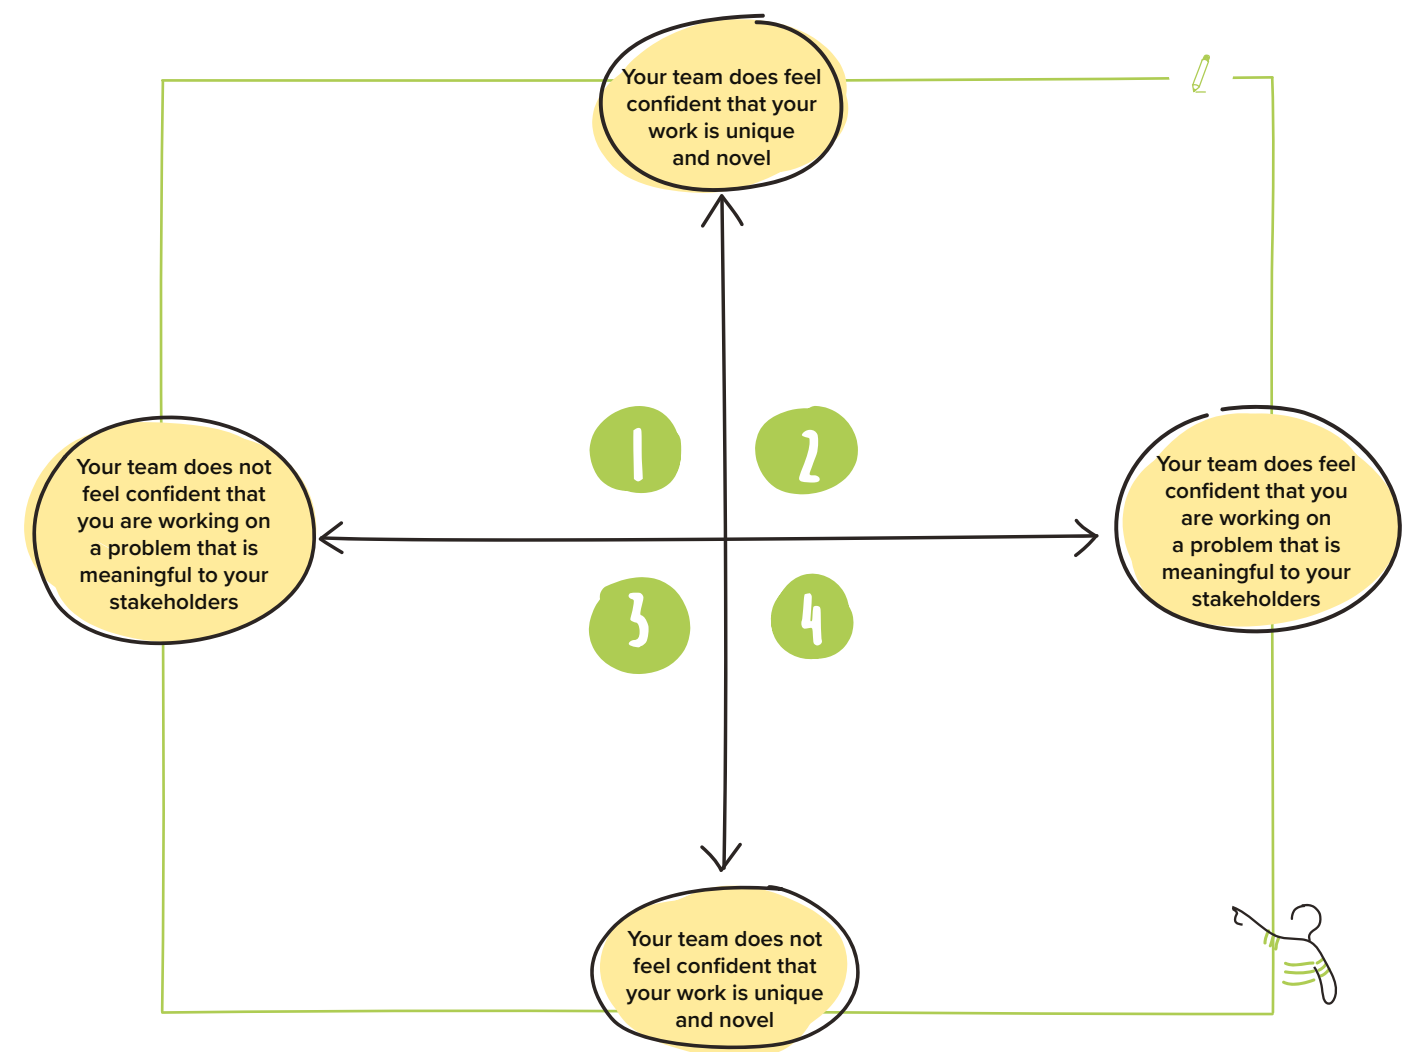 Your team does feel
confident that your
work is unique
and novel
1
2
Your team does not
feel confident that
you are working on
a problem that is
meaningful to your
stakeholders
Your team does feel
confident that you
are working on
a problem that is
meaningful to your
stakeholders
3
4
Your team does not
feel confident that
your work is unique
and novel